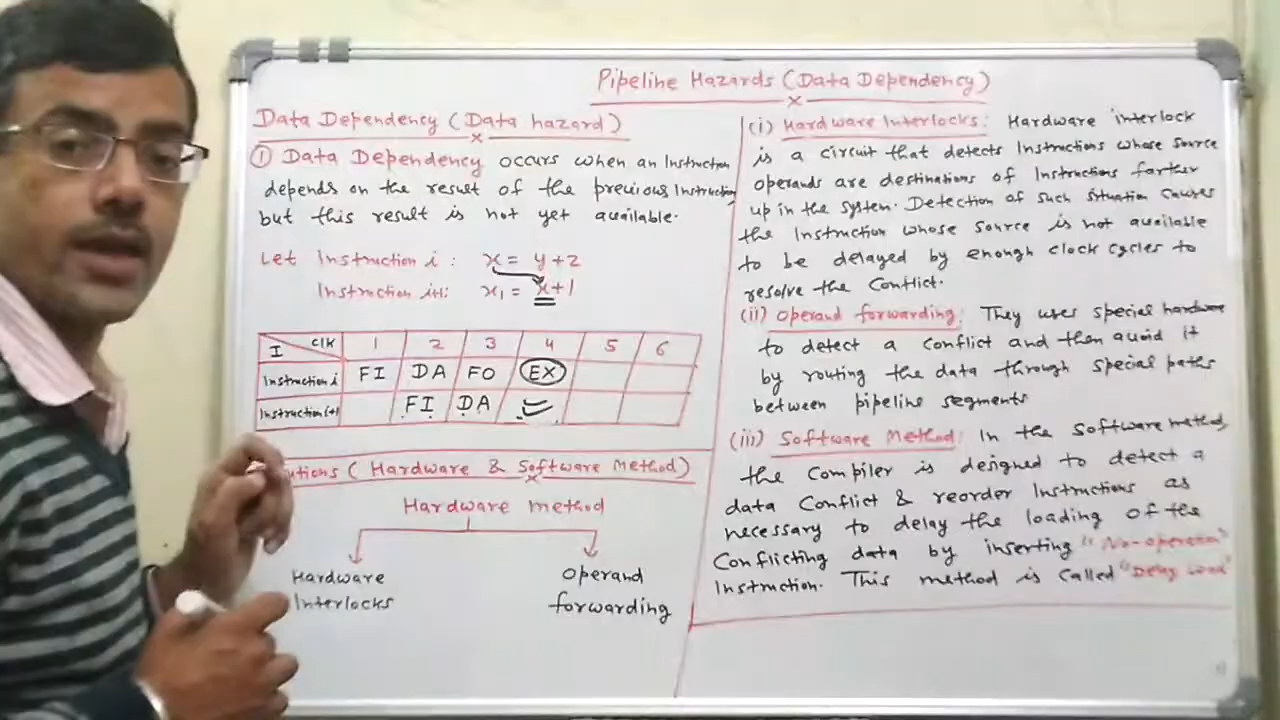 Pipeline Hazards (Data Dependency)
Data Dependency (Data hazard)
① Data Dependency occurs when an Instruction
depends on the result of the previous Instruction
but this result is not yet available.
Let Instruction i : x = y+2
Instruction i+1: x₁ = x+1
I CLK 1 2 3 4 5 6
Instruction i FI DA FO EX
Instruction i+1 FI DA
utions ( Hardware & Software Method)
Hardware method
Hardware Interlocks
Operand forwarding
(i) Hardware Interlocks: Hardware interlock
is a circuit that detects Instructions whose source
operands are destinations of Instructions farther
up in the system. Detection of such situation causes
the Instruction whose source is not available
to be delayed by enough clock cycles to
resolve the conflict.
(ii) Operand forwarding: They uses special hardware
to detect a conflict and then avoid it
by routing the data through special paths
between pipeline segments
(iii) Software Method: In the software method,
the compiler is designed to detect a
data conflict & reorder Instructions as
necessary to delay the loading of the
conflicting data by inserting "No-operation"
Instruction. This method is called "Delay Load"